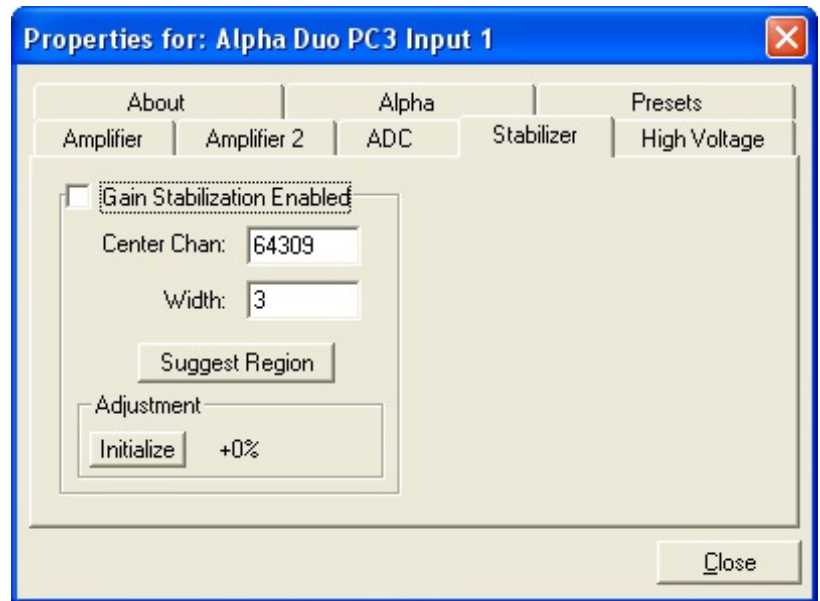 Properties for: Alpha Duo PC3 Input 1
About Alpha Presets
Amplifier Amplifier 2 ADC Stabilizer High Voltage
Gain Stabilization Enabled
Center Chan: 64309
Width: 3
Suggest Region
Adjustment
Initialize +0%
Close